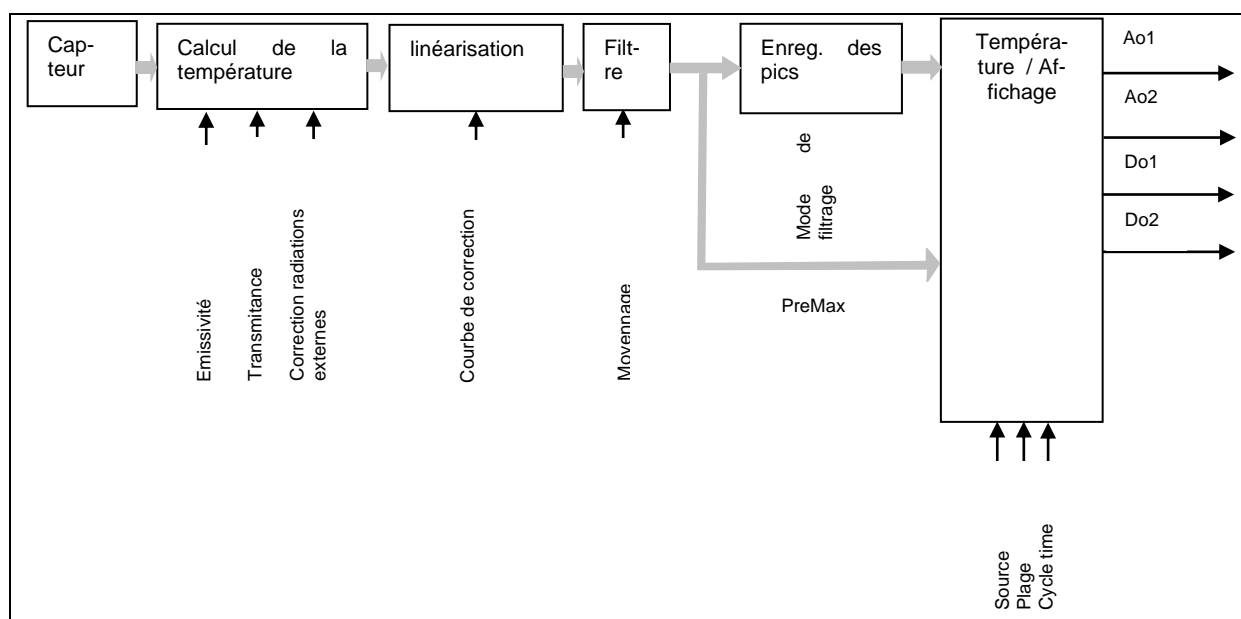 Cap-
teur
Calcul de la
température
linéarisation
Filt-
re
Enreg. des
pics
Tempéra-
ture / Af-
fichage
Ao1
Ao2
Do1
Do2
Emissivité
Transmitance
Correction radiations
externes
Courbe de correction
Moyennage
Mode de
filtrage
PreMax
Source
Plage
Cycle time